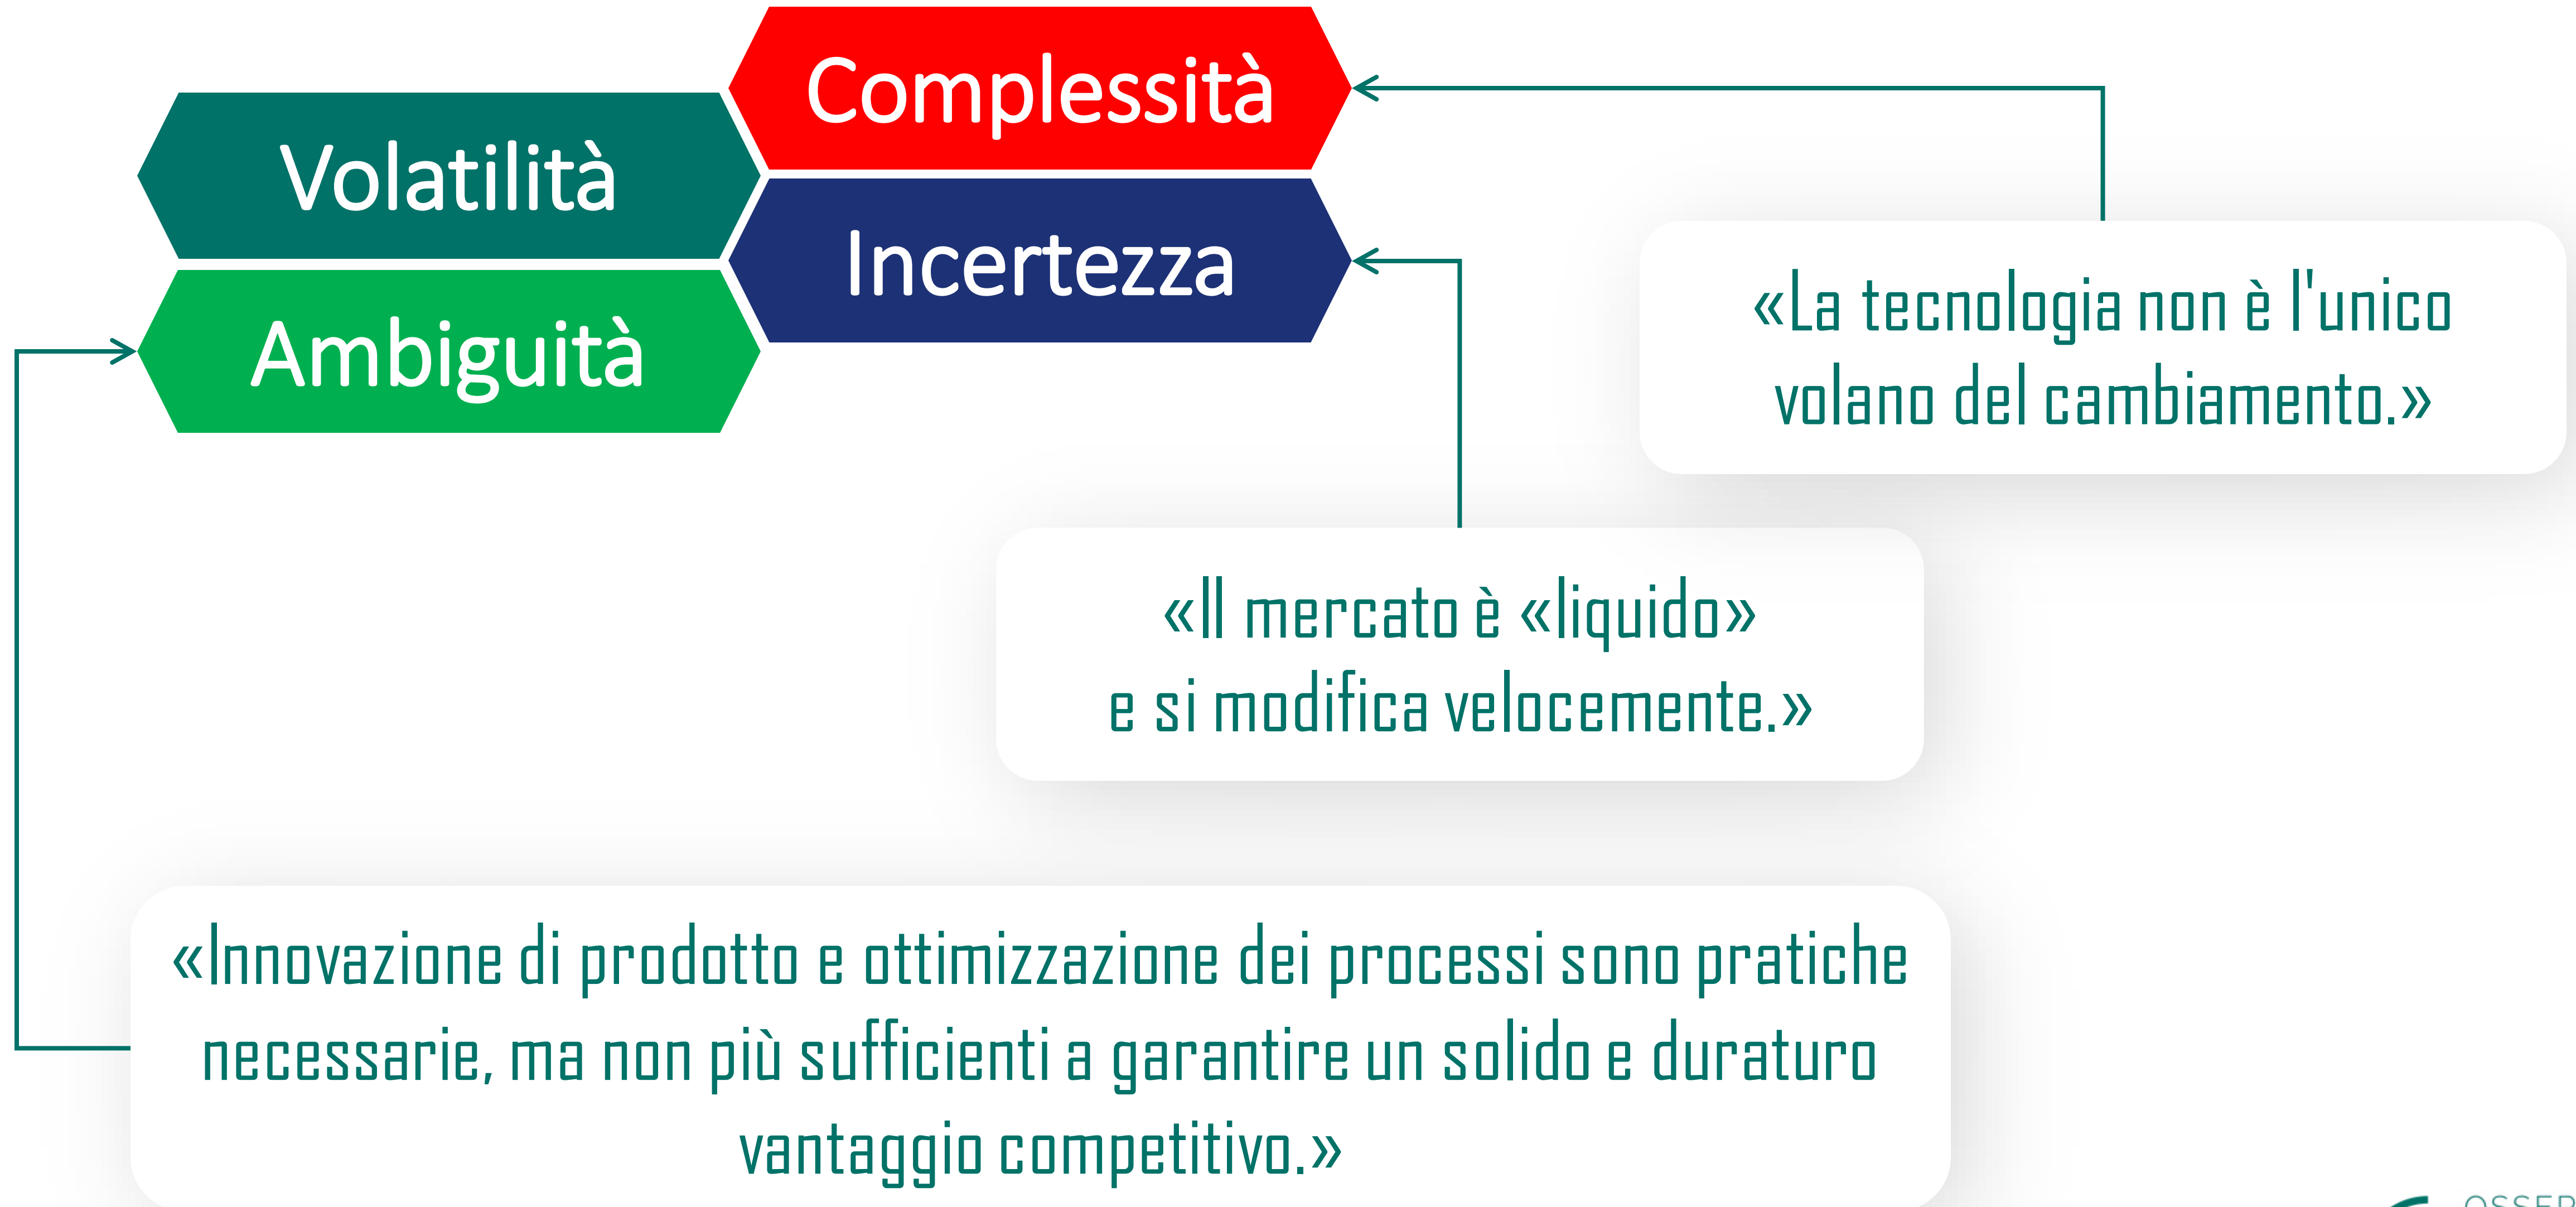 Complessità
Volatilità
Incertezza
Ambiguità
«La tecnologia non è l'unico
volano del cambiamento.»
«Il mercato è «liquido»
e si modifica velocemente.»
«Innovazione di prodotto e ottimizzazione dei processi sono pratiche
necessarie, ma non più sufficienti a garantire un solido e duraturo
vantaggio competitivo.»